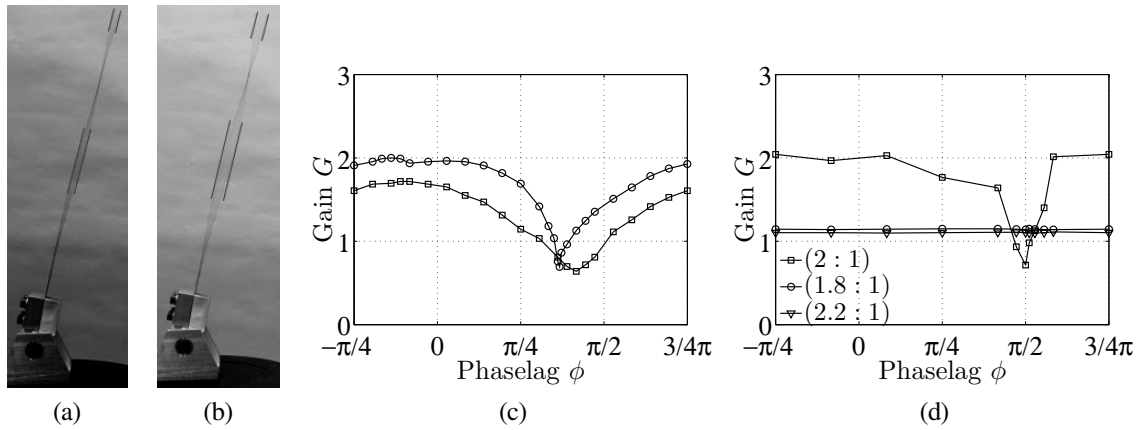 3
2
1
0
Gain G
−π/4
0
π/4
π/2
3/4π
Phaselag ϕ
3
2
1
0
Gain G
(2 : 1)
(1.8 : 1)
(2.2 : 1)
−π/4
0
π/4
π/2
3/4π
Phaselag ϕ
(a)
(b)
(c)
(d)